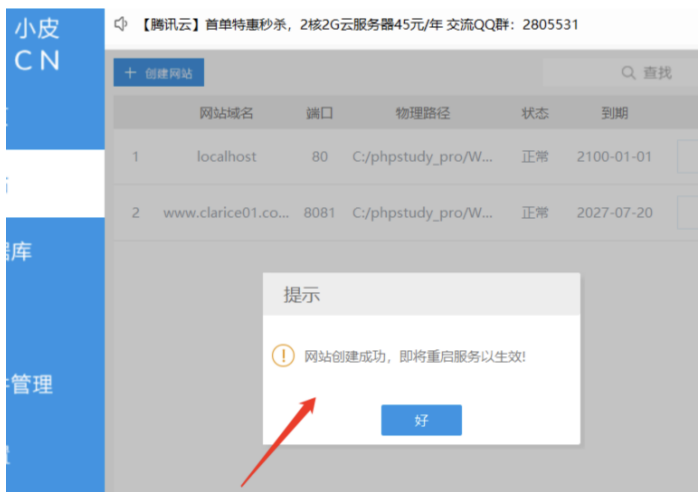 小皮
CN
【腾讯云】首单特惠秒杀，2核2G云服务器45元/年 交流QQ群：2805531
+ 创建网站
查找
网站域名 端口 物理路径 状态 到期
1 localhost 80 C:/phpstudy_pro/W... 正常 2100-01-01
2 www.clarice01.co... 8081 C:/phpstudy_pro/W... 正常 2027-07-20
库
提示
网站创建成功，即将重启服务以生效!
管理
好